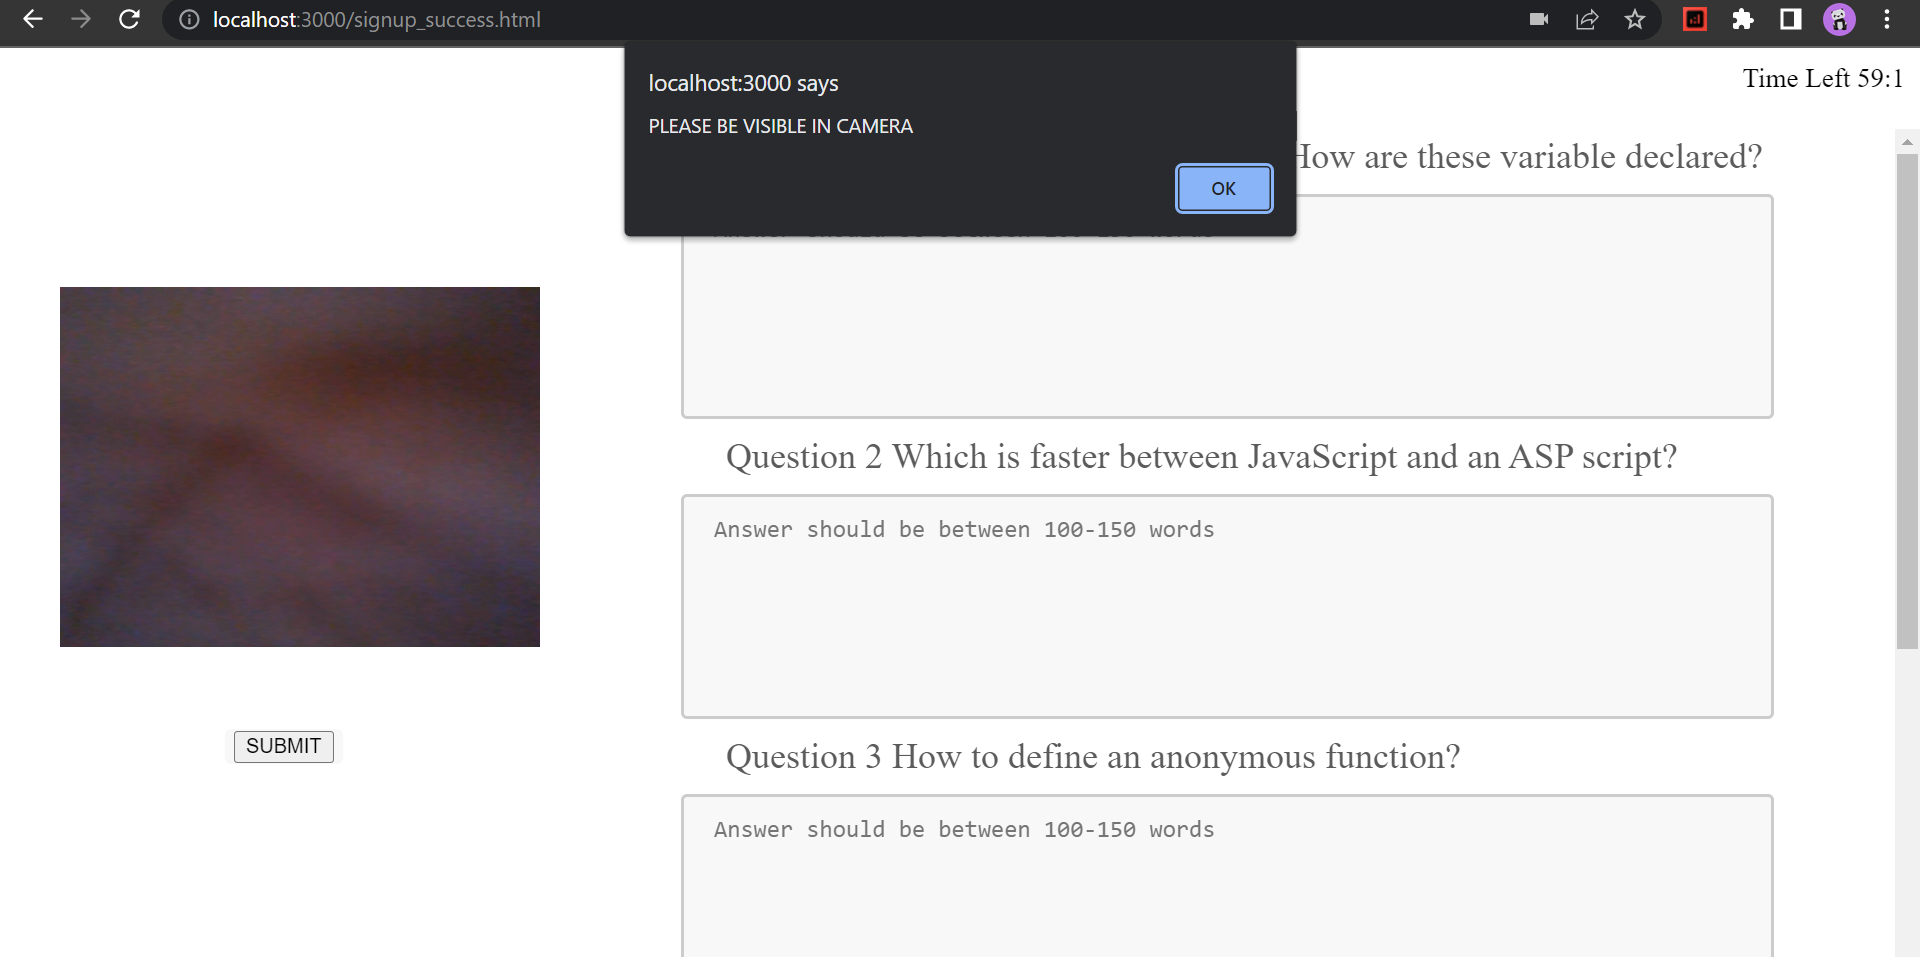 localhost:3000/signup_success.html
localhost:3000 says
PLEASE BE VISIBLE IN CAMERA
OK
Time Left 59:1
How are these variable declared?
Question 2 Which is faster between JavaScript and an ASP script?
Answer should be between 100-150 words
Question 3 How to define an anonymous function?
Answer should be between 100-150 words
SUBMIT